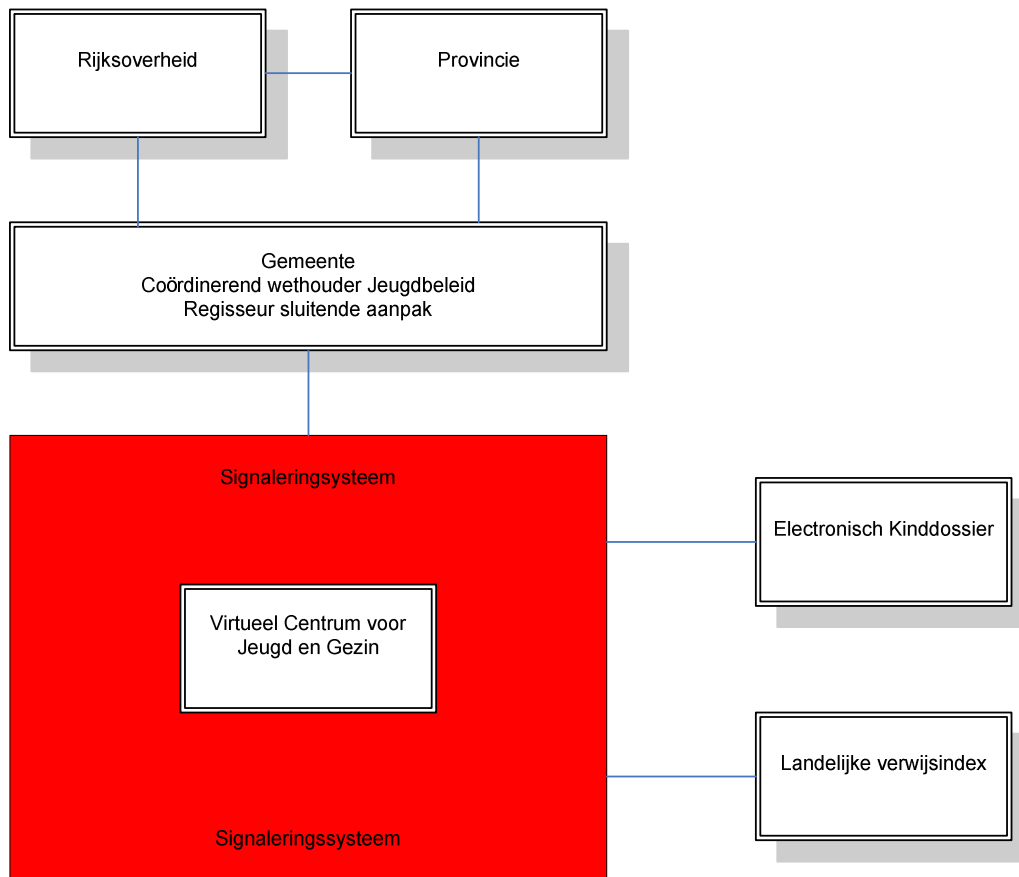 Rijksoverheid
Provincie
Gemeente
Coördinerend wethouder Jeugdbeleid
Regisseur sluitende aanpak
Signaleringsysteem
Electronisch Kinddossier
Virtueel Centrum voor
Jeugd en Gezin
Landelijke verwijsindex
Signaleringssysteem